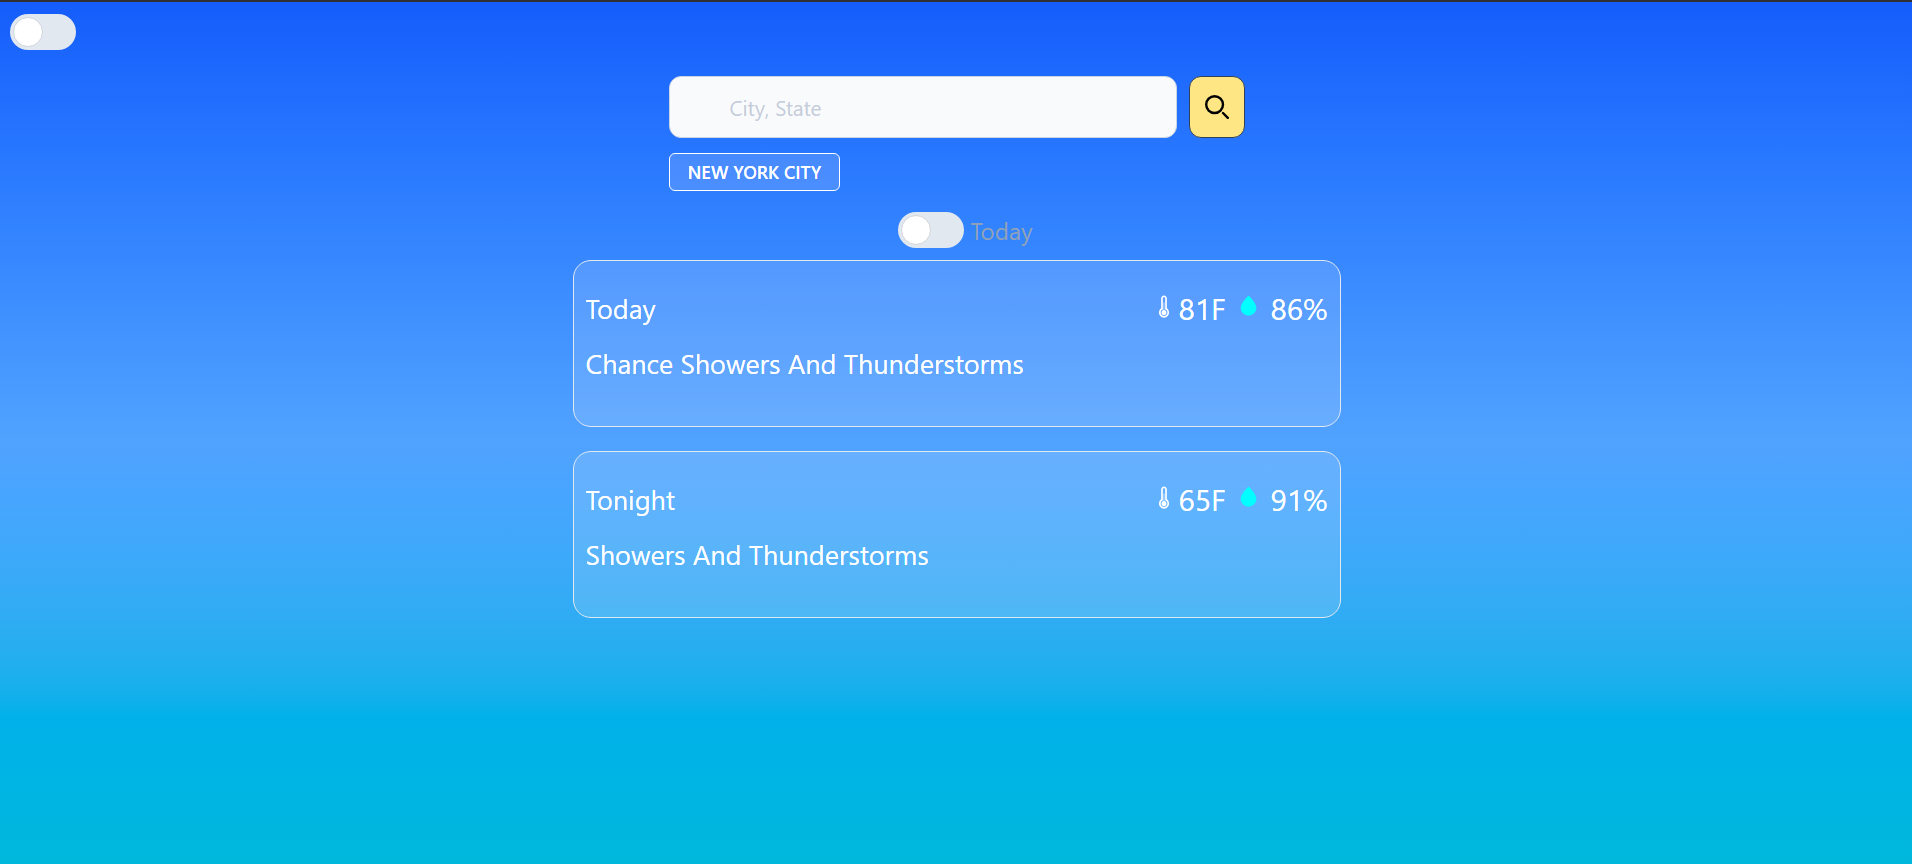 City, State
NEW YORK CITY
Today
Today 81F 86%
Chance Showers And Thunderstorms
Tonight 65F 91%
Showers And Thunderstorms